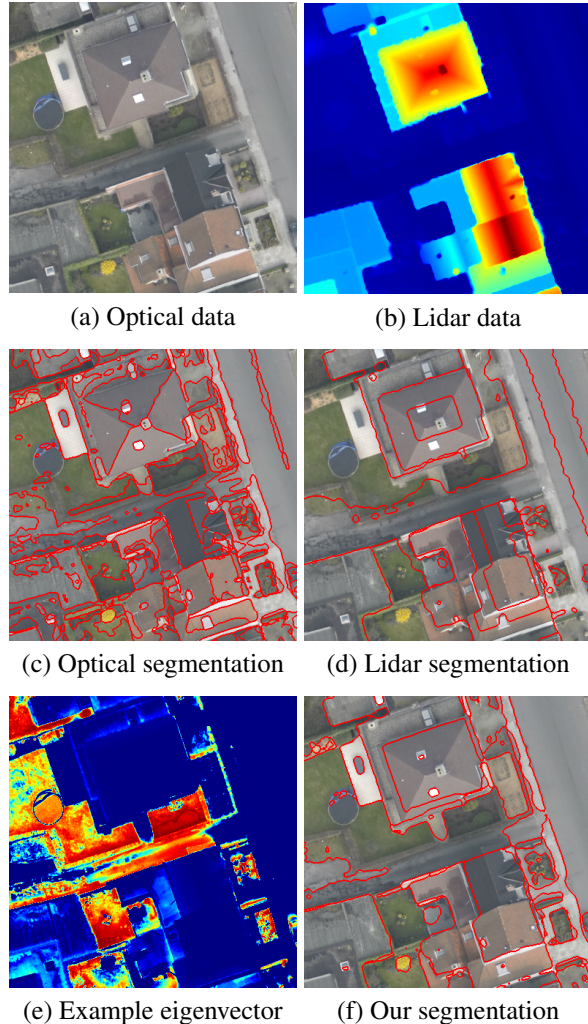 (a) Optical data
(b) Lidar data
(c) Optical segmentation
(d) Lidar segmentation
(e) Example eigenvector
(f) Our segmentation